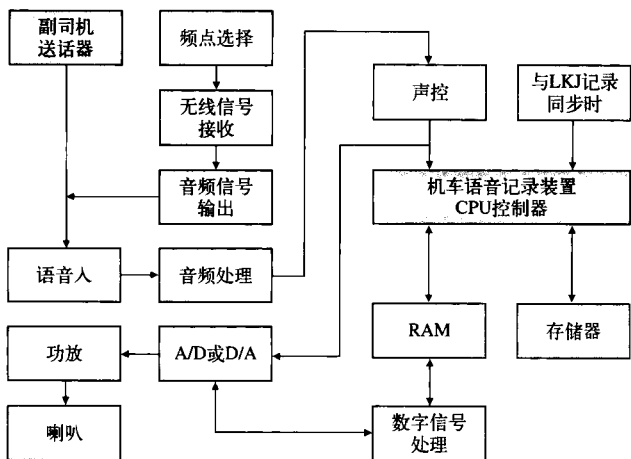 副司机
送话器
频点选择
无线信号
接收
音频信号
输出
声控
与LKJ记录
同步时
机车语音记录装置
CPU控制器
语音入
音频处理
RAM
存储器
功放
A/D或D/A
喇叭
数字信号
处理